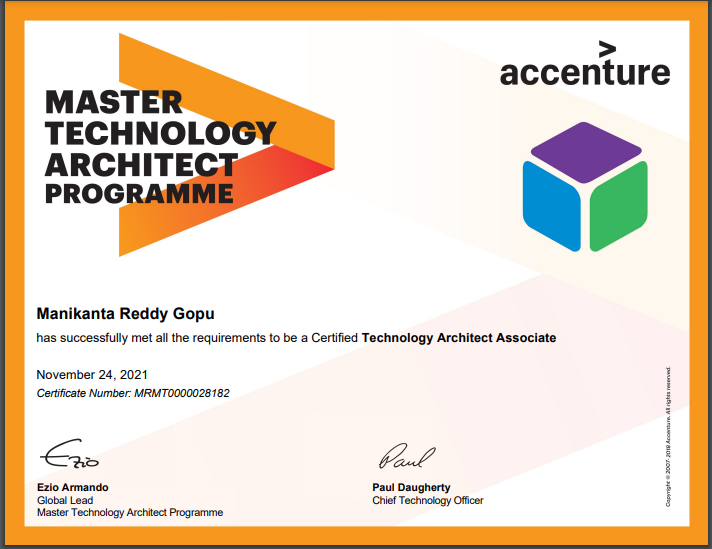 MASTER
TECHNOLOGY
ARCHITECT
PROGRAMME
>
accenture
Manikanta Reddy Gopu
has successfully met all the requirements to be a Certified Technology Architect Associate
November 24, 2021
Certificate Number: MRMT0000028182
Ezio
Paul
Ezio Armando
Global Lead
Master Technology Architect Programme
Paul Daugherty
Chief Technology Officer
Copyright © 2007-2018 Accenture. All rights reserved.